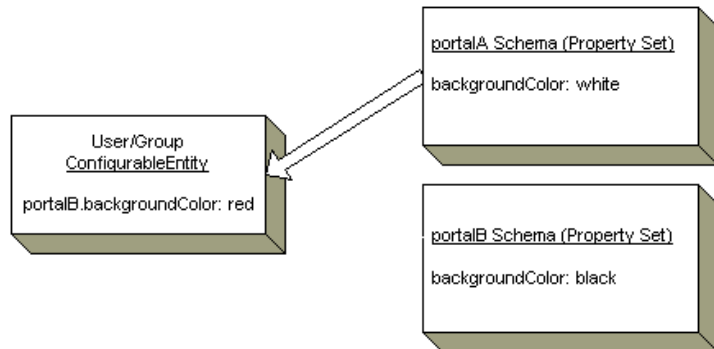 portalA Schema (Property Set)
backgroundColor: white
User/Group
ConfigurableEntity
portalB.backgroundColor: red
portalB Schema (Property Set)
backgroundColor: black